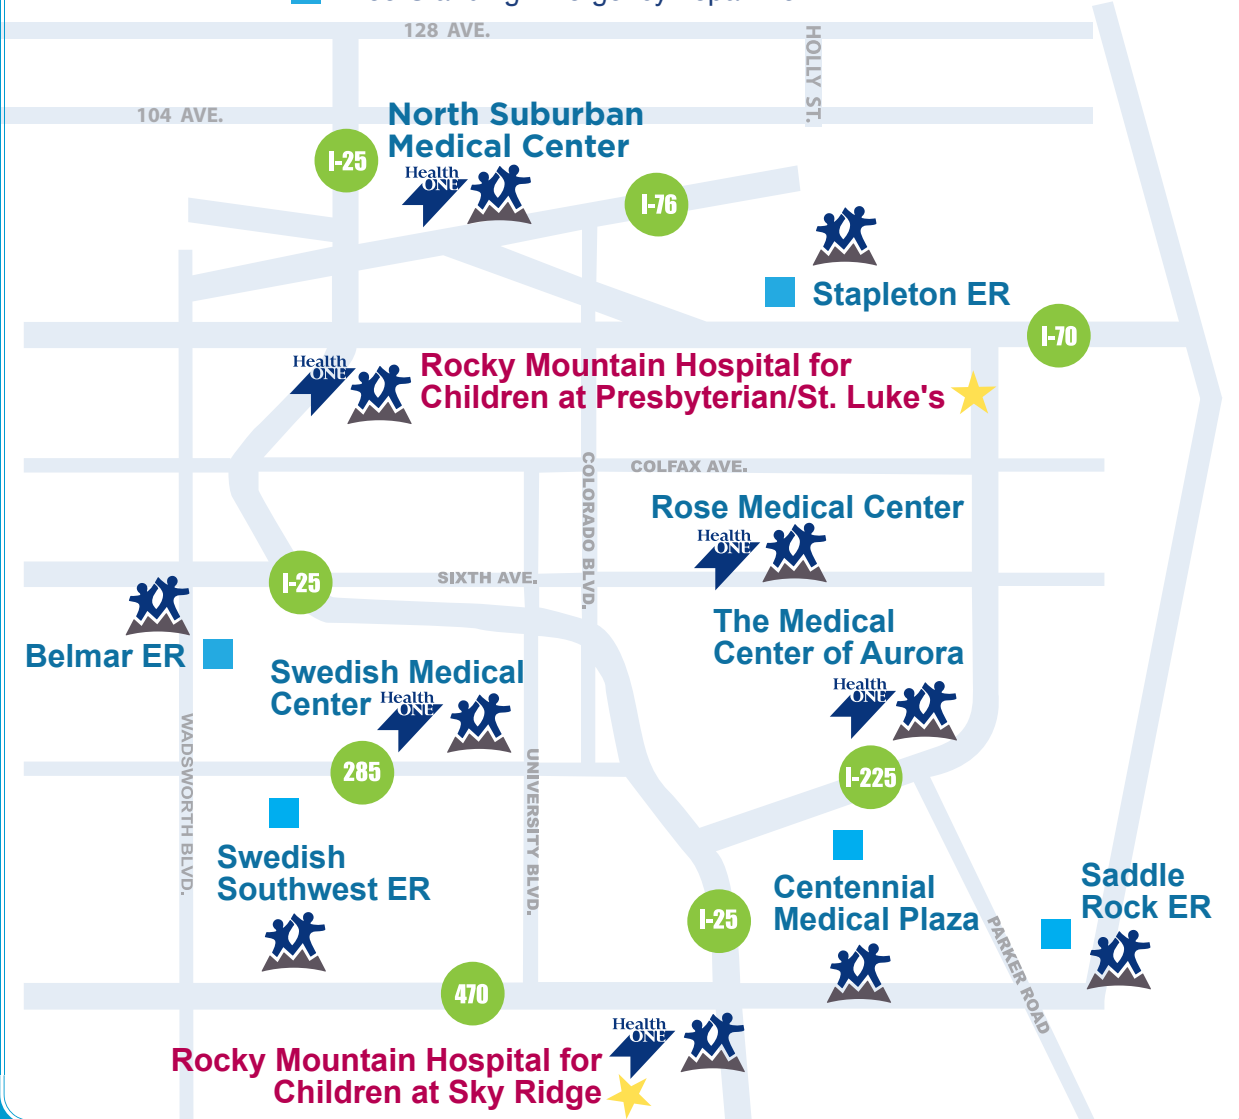 128 AVE.
HOLLY ST.
104 AVE.
North Suburban
Medical Center
I-25
Health
ONE
I-76
Stapleton ER
I-70
Health
ONE
Rocky Mountain Hospital for
Children at Presbyterian/St. Luke's
COLORADO BLVD.
COLFAX AVE.
Rose Medical Center
Health
ONE
I-25
SIXTH AVE.
The Medical
Center of Aurora
Belmar ER
Swedish Medical
Center
Health
ONE
Health
ONE
WADSWORTH BLVD.
285
UNIVERSITY BLVD.
I-225
Swedish
Southwest ER
Centennial
Medical Plaza
Saddle
Rock ER
I-25
PARKER ROAD
470
Health
ONE
Rocky Mountain Hospital for
Children at Sky Ridge